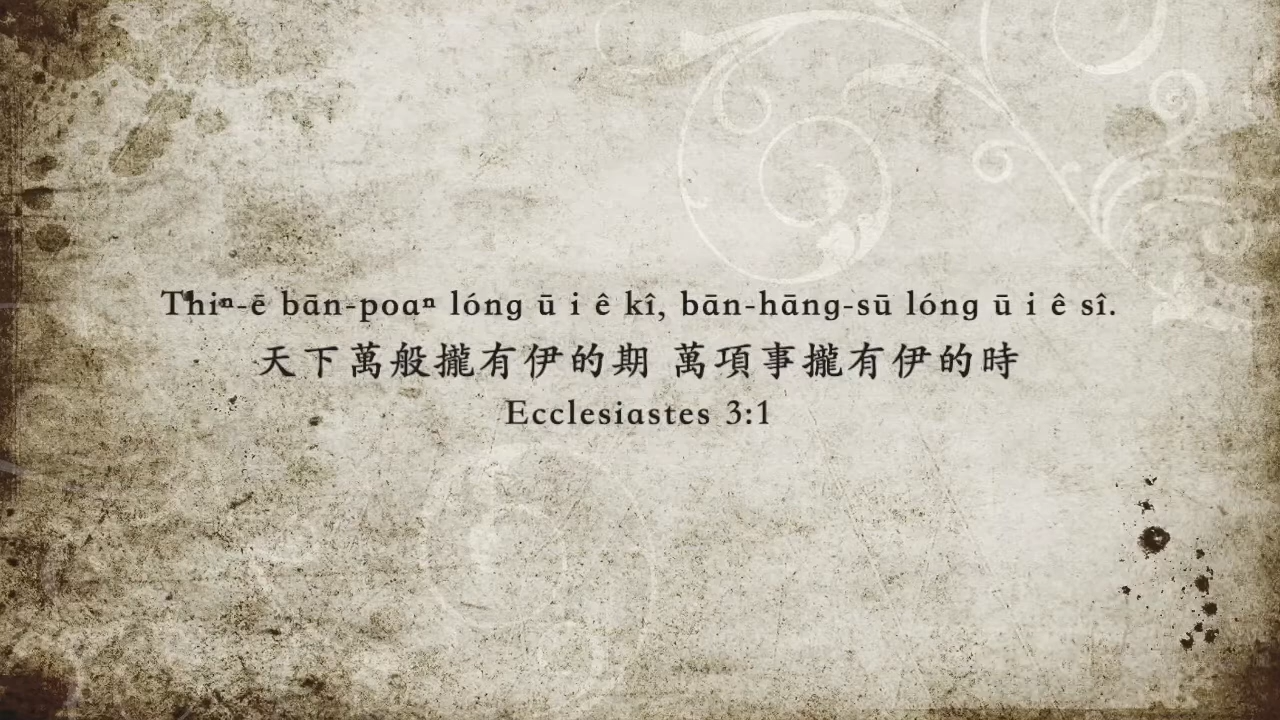 Thiⁿ-ē bān-poaⁿ lóng ū i ê kî, bān-hāng-sū lóng ū i ê sî.
天下萬般攏有伊的期 萬項事攏有伊的時
Ecclesiastes 3:1